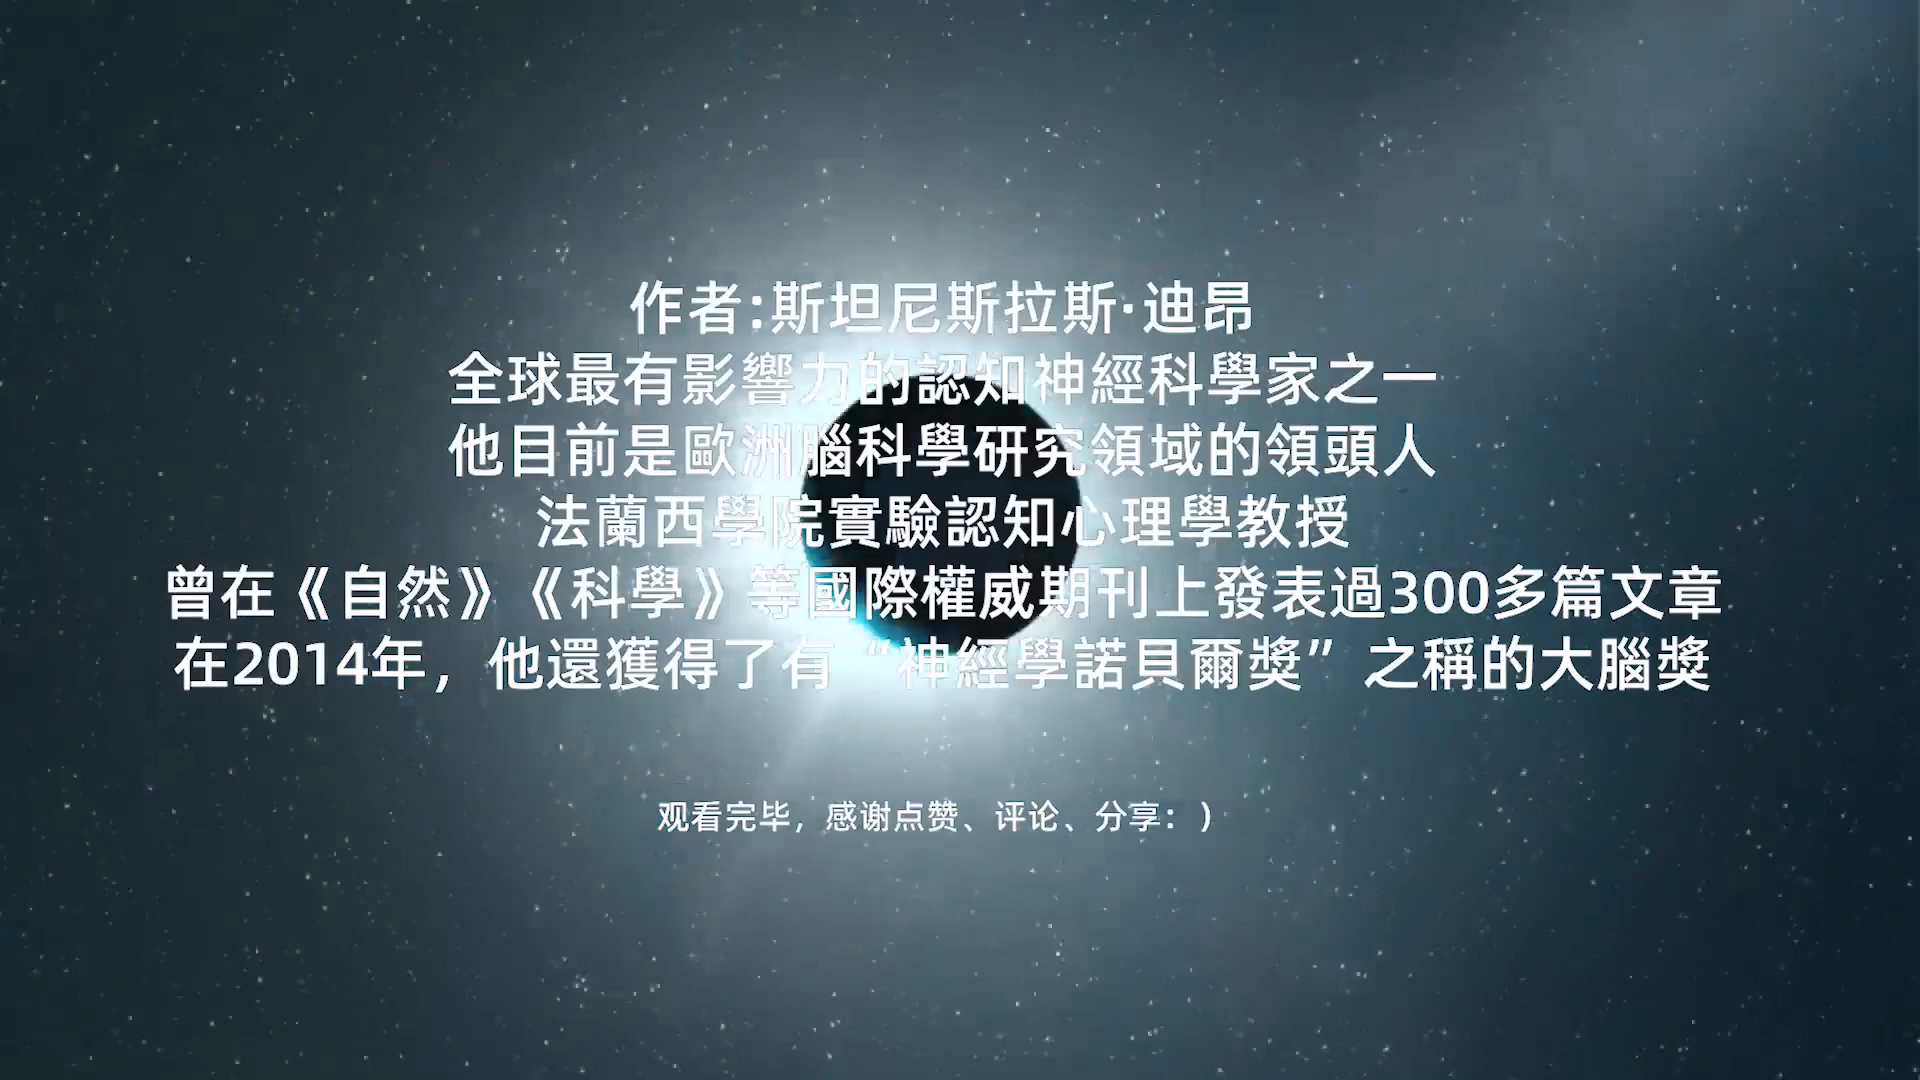 作者:斯坦尼斯拉斯·迪昂
全球最有影響力的認知神經科學家之一
他目前是歐洲腦科學研究領域的領頭人
法蘭西學院實驗認知心理學教授
曾在《自然》《科學》等國際權威期刊上發表過300多篇文章
在2014年，他還獲得了有“神經學諾貝爾獎”之稱的大腦獎
观看完毕，感谢点赞、评论、分享：）